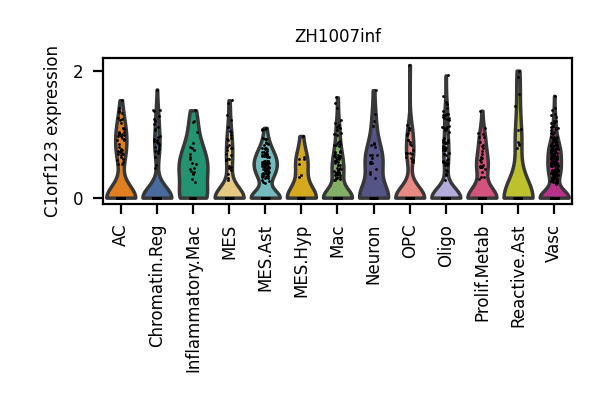 ZH1007inf
C1orf123 expression
2
0
AC
Chromatin.Reg
Inflammatory.Mac
MES
MES.Ast
MES.Hyp
Mac
Neuron
OPC
Oligo
Prolif.Metab
Reactive.Ast
Vasc